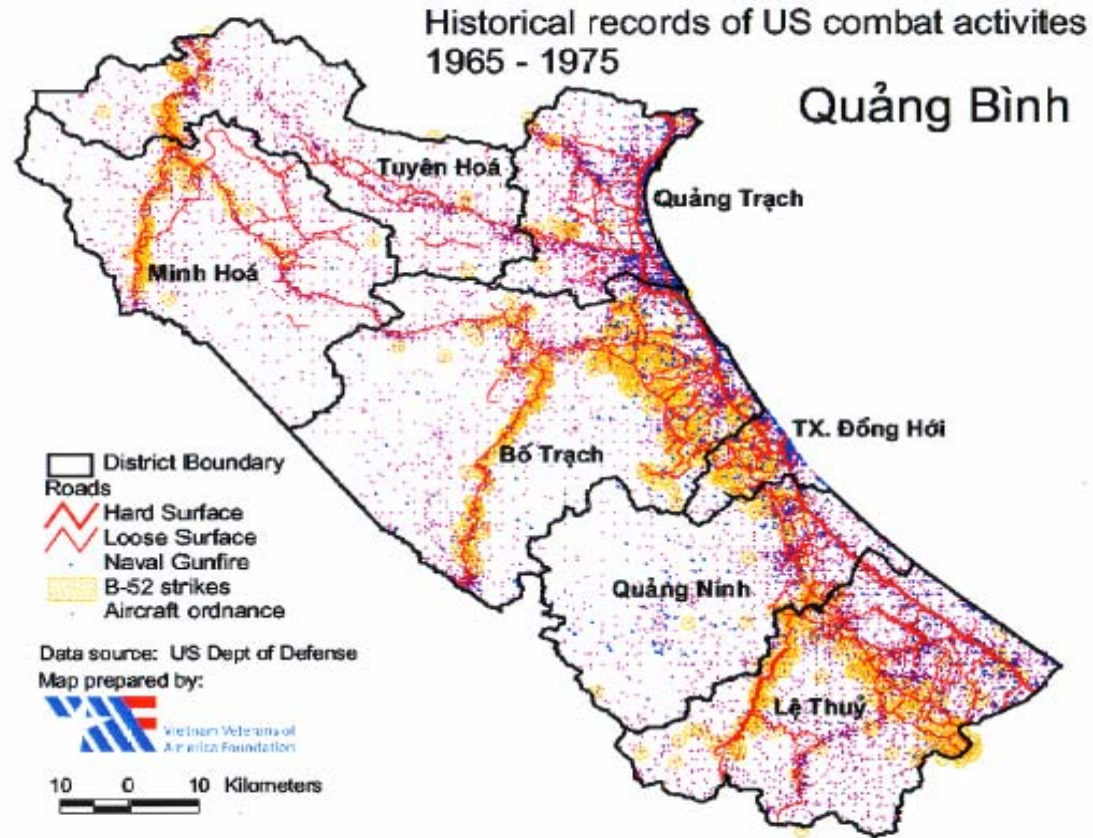 Historical records of US combat activites
1965 - 1975
Quảng Bình
Tuyên Hoá
Quảng Trạch
Minh Hoá
TX. Đồng Hới
Bố Trạch
Quảng Ninh
Lệ Thuỷ
District Boundary
Roads
Hard Surface
Loose Surface
Naval Gunfire
B-52 strikes
Aircraft ordnance
Data source: US Dept of Defense
Map prepared by:
Vietnam Veterans of
America Foundation
10 0 10 Kilometers